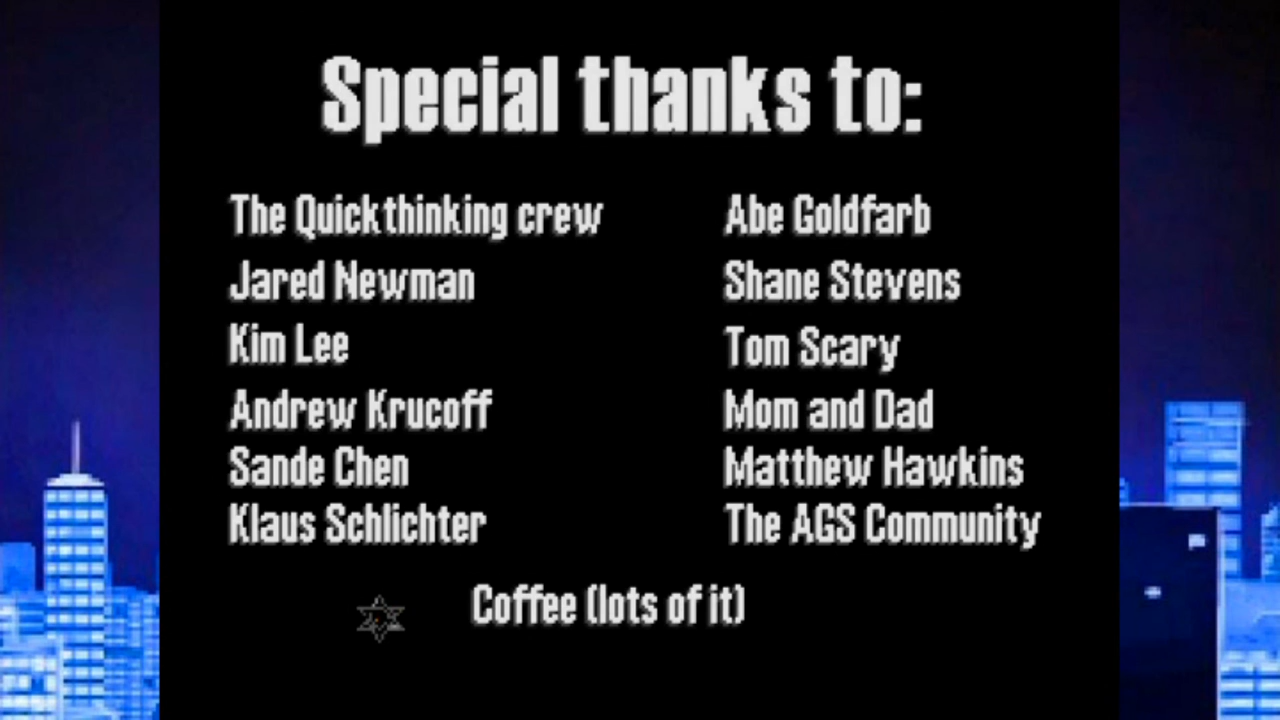 Special thanks to:
The Quickthinking crew
Jared Newman
Kim Lee
Andrew Krucoff
Sande Chen
Klaus Schlichter
Abe Goldfarb
Shane Stevens
Tom Scary
Mom and Dad
Matthew Hawkins
The AGS Community
Coffee (lots of it)